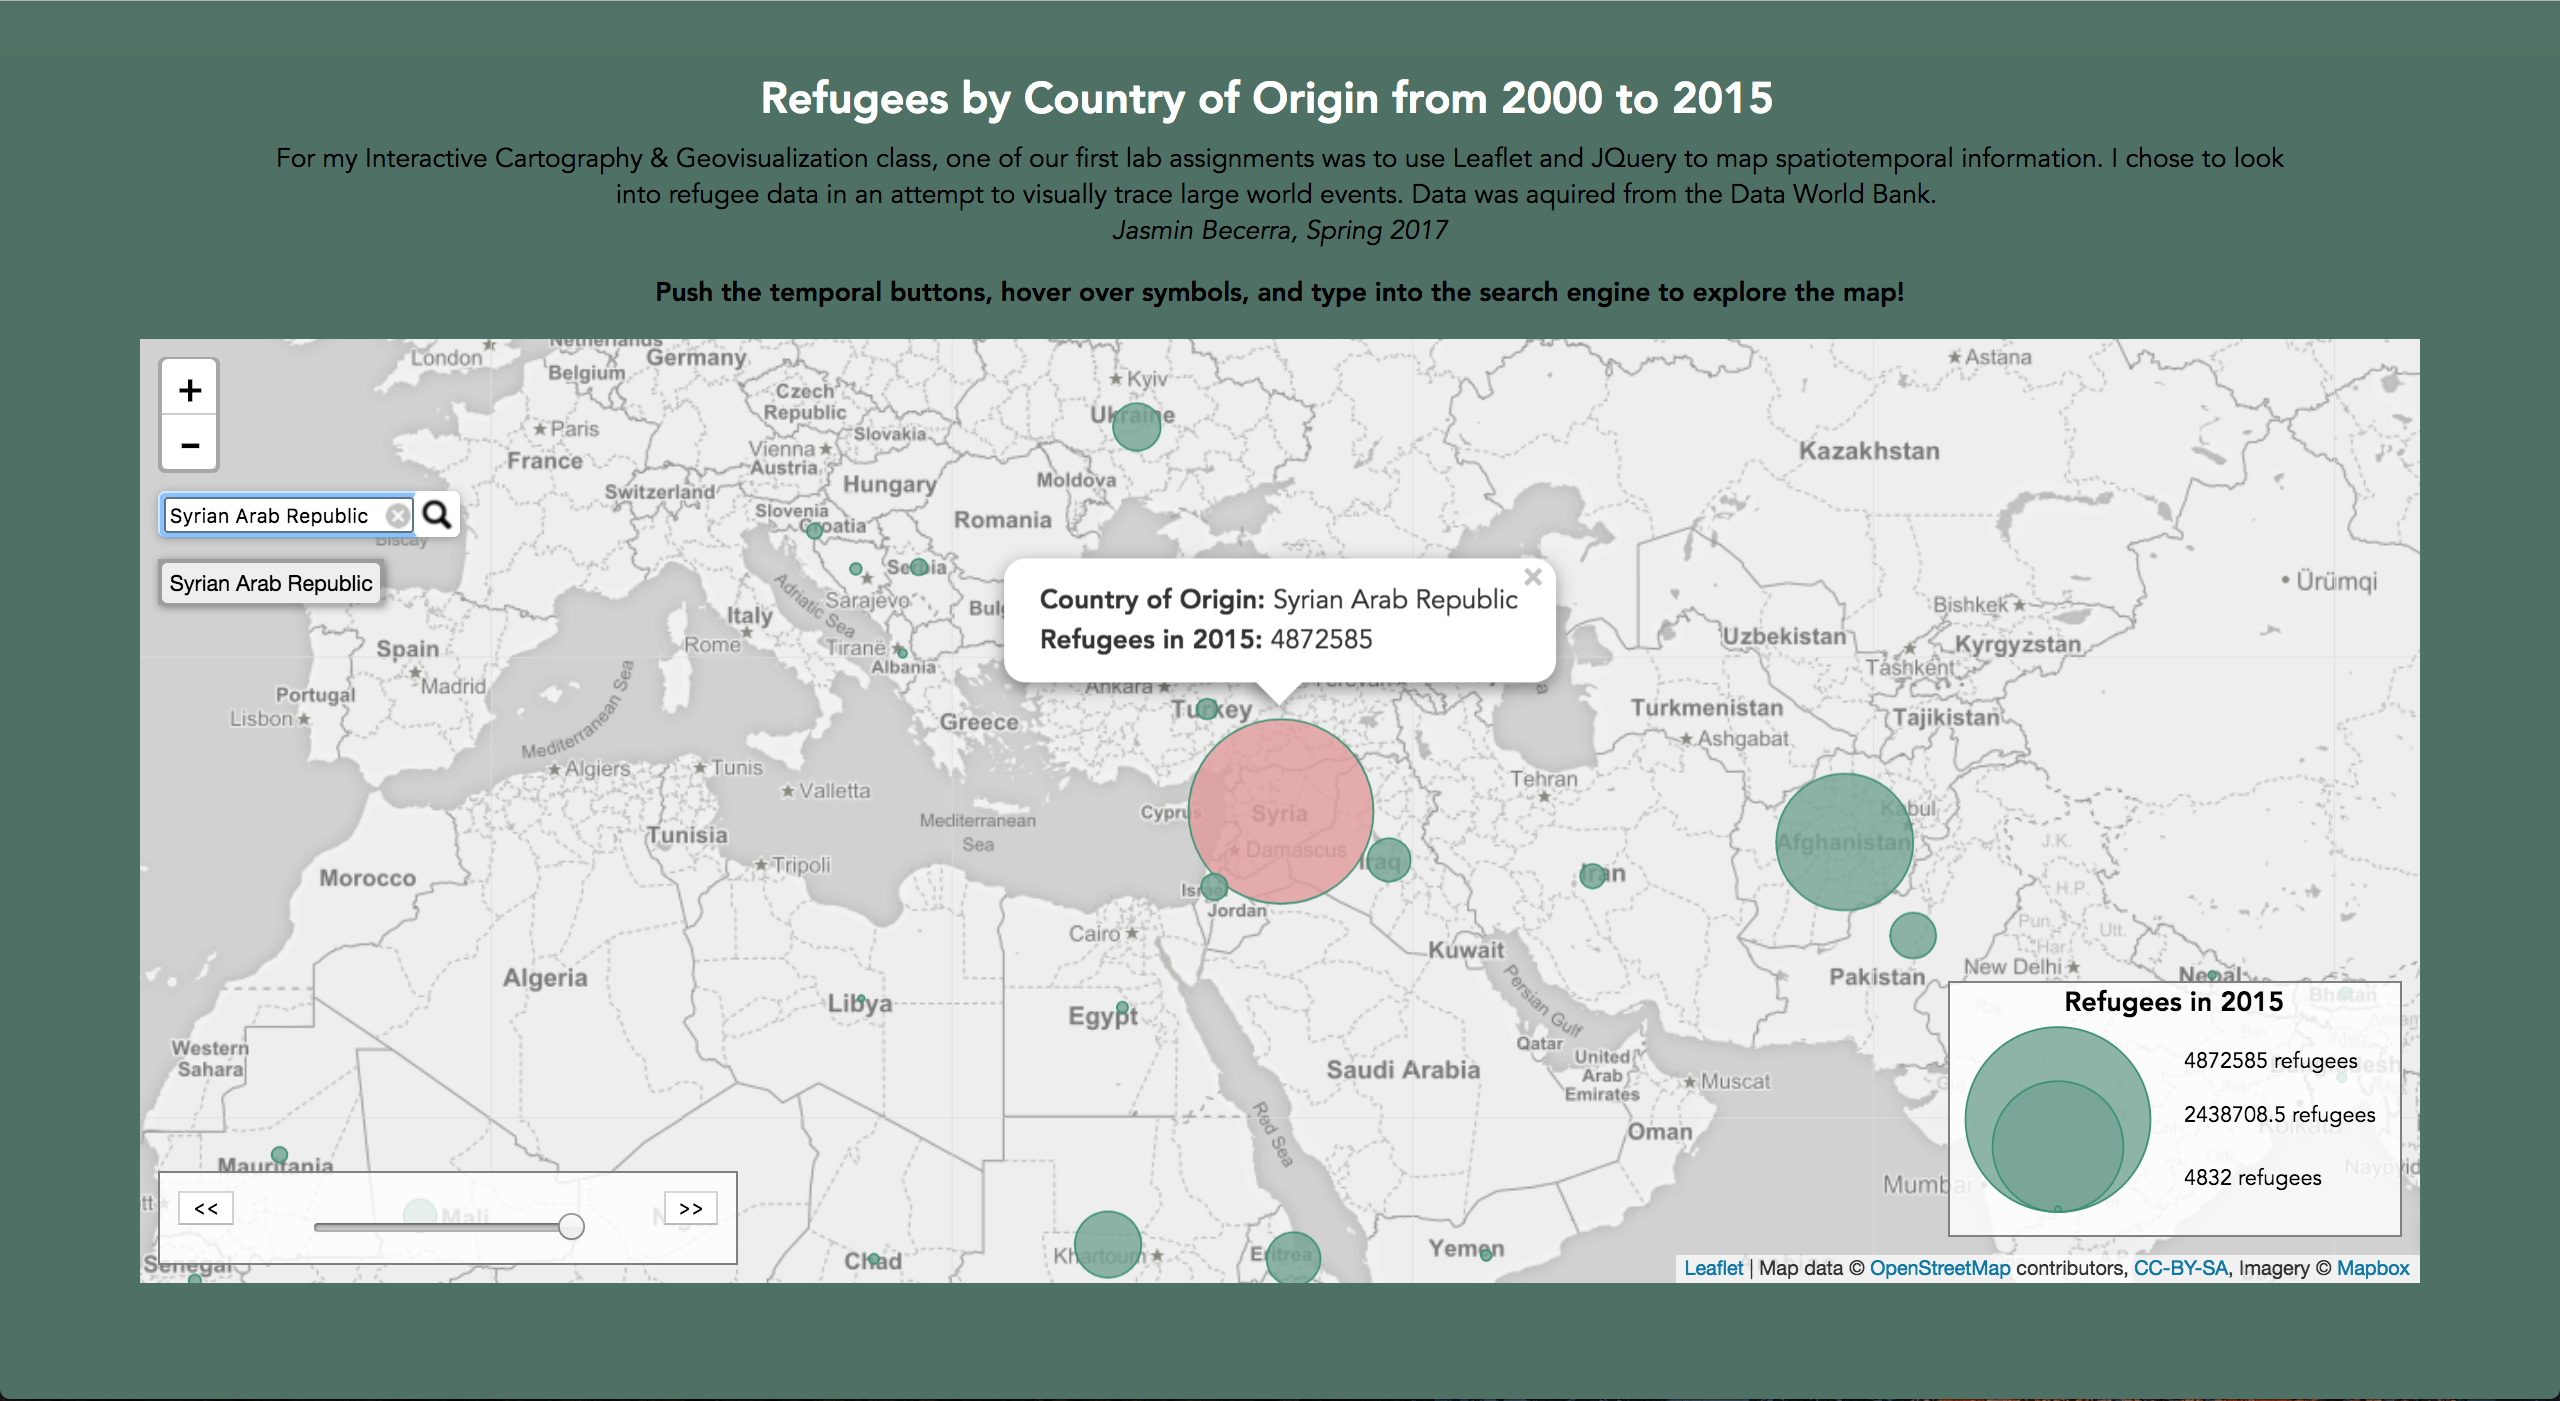 Refugees by Country of Origin from 2000 to 2015
For my Interactive Cartography & Geovisualization class, one of our first lab assignments was to use Leaflet and JQuery to map spatiotemporal information. I chose to look
into refugee data in an attempt to visually trace large world events. Data was aquired from the Data World Bank.
Jasmin Becerra, Spring 2017
Push the temporal buttons, hover over symbols, and type into the search engine to explore the map!
+
−
Syrian Arab Republic
Biscay
Syrian Arab Republic
London
Netherlands
Germany
Belgium
Czech
Republic
Kyiv
Ukraine
Astana
Paris
Vienna
Slovakia
Austria
France
Kazakhstan
Switzerland
Hungary
Moldova
Slovenia
Croatia
Romania
Serbia
Sarajevo
Adriatic Sea
Italy
Rome
Tiranë
Albania
Country of Origin: Syrian Arab Republic
Refugees in 2015: 4872585
Ürümqi
Bishkek
Uzbekistan
Kyrgyzstan
Tashkent
Spain
Madrid
Portugal
Lisbon
Mediterranean Sea
Greece
Ankara
Turkey
Turkmenistan
Tajikistan
Ashgabat
Algiers
Tunis
Valletta
Tehran
Cyprus
Syria
Kabul
Mediterranean
Sea
Tunisia
Damascus
Afghanistan
J.K.
Tripoli
Iraq
Iran
Morocco
Israel
H.P.
Jordan
Cairo
Pun.
Utt.
Har.
Kuwait
New Delhi
Algeria
Persian Gulf
Pakistan
Nepal
Libya
Egypt
Bhutan
Western
Sahara
Qatar
United
Arab
Emirates
Saudi Arabia
Muscat
Red Sea
Oman
Mauritania
Mumbai
Mali
Khartoum
Eritrea
Yemen
Chad
Senegal
<<
>>
Refugees in 2015
4872585 refugees
2438708.5 refugees
4832 refugees
Kolkata
Leaflet | Map data © OpenStreetMap contributors, CC-BY-SA, Imagery © Mapbox